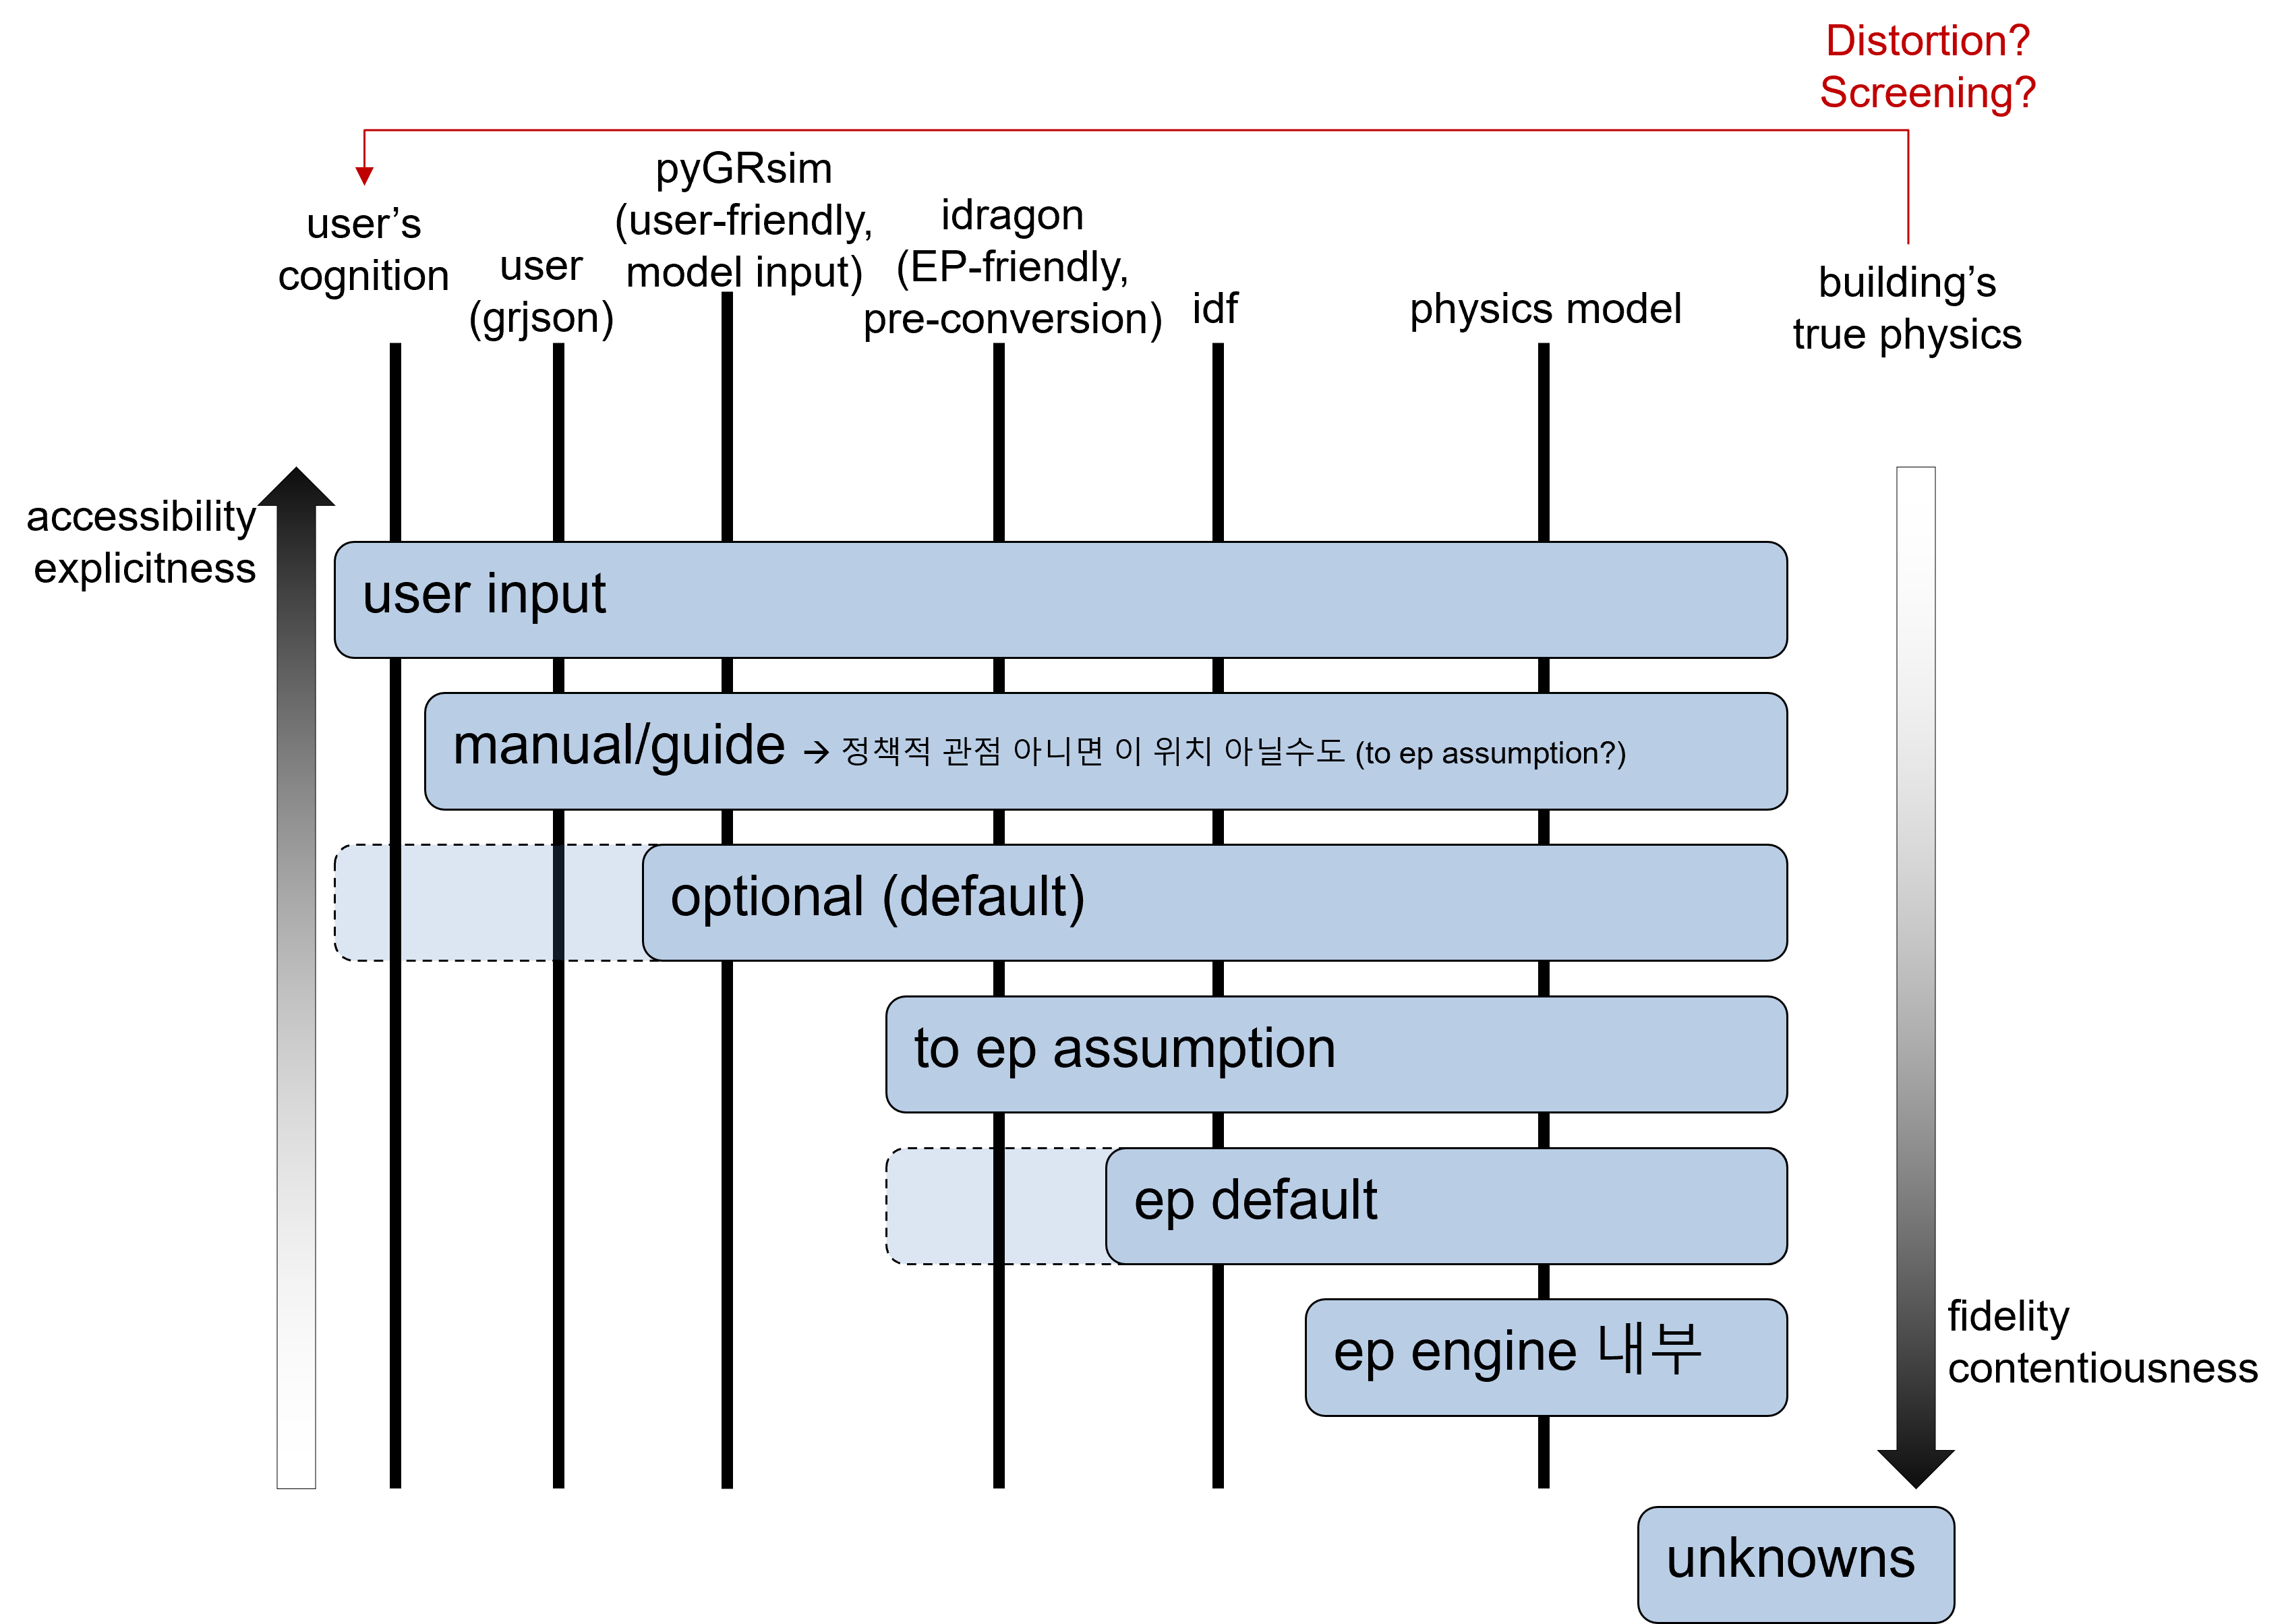 Distortion?
Screening?
user’s
cognition
user
(grjson)
pyGRsim
(user-friendly,
model input)
idragon
(EP-friendly,
pre-conversion)
idf
physics model
building’s
true physics
accessibility
explicitness
user input
manual/guide → 정책적 관점 아니면 이 위치 아닐수도 (to ep assumption?)
optional (default)
to ep assumption
ep default
ep engine 내부
fidelity
contentiousness
unknowns